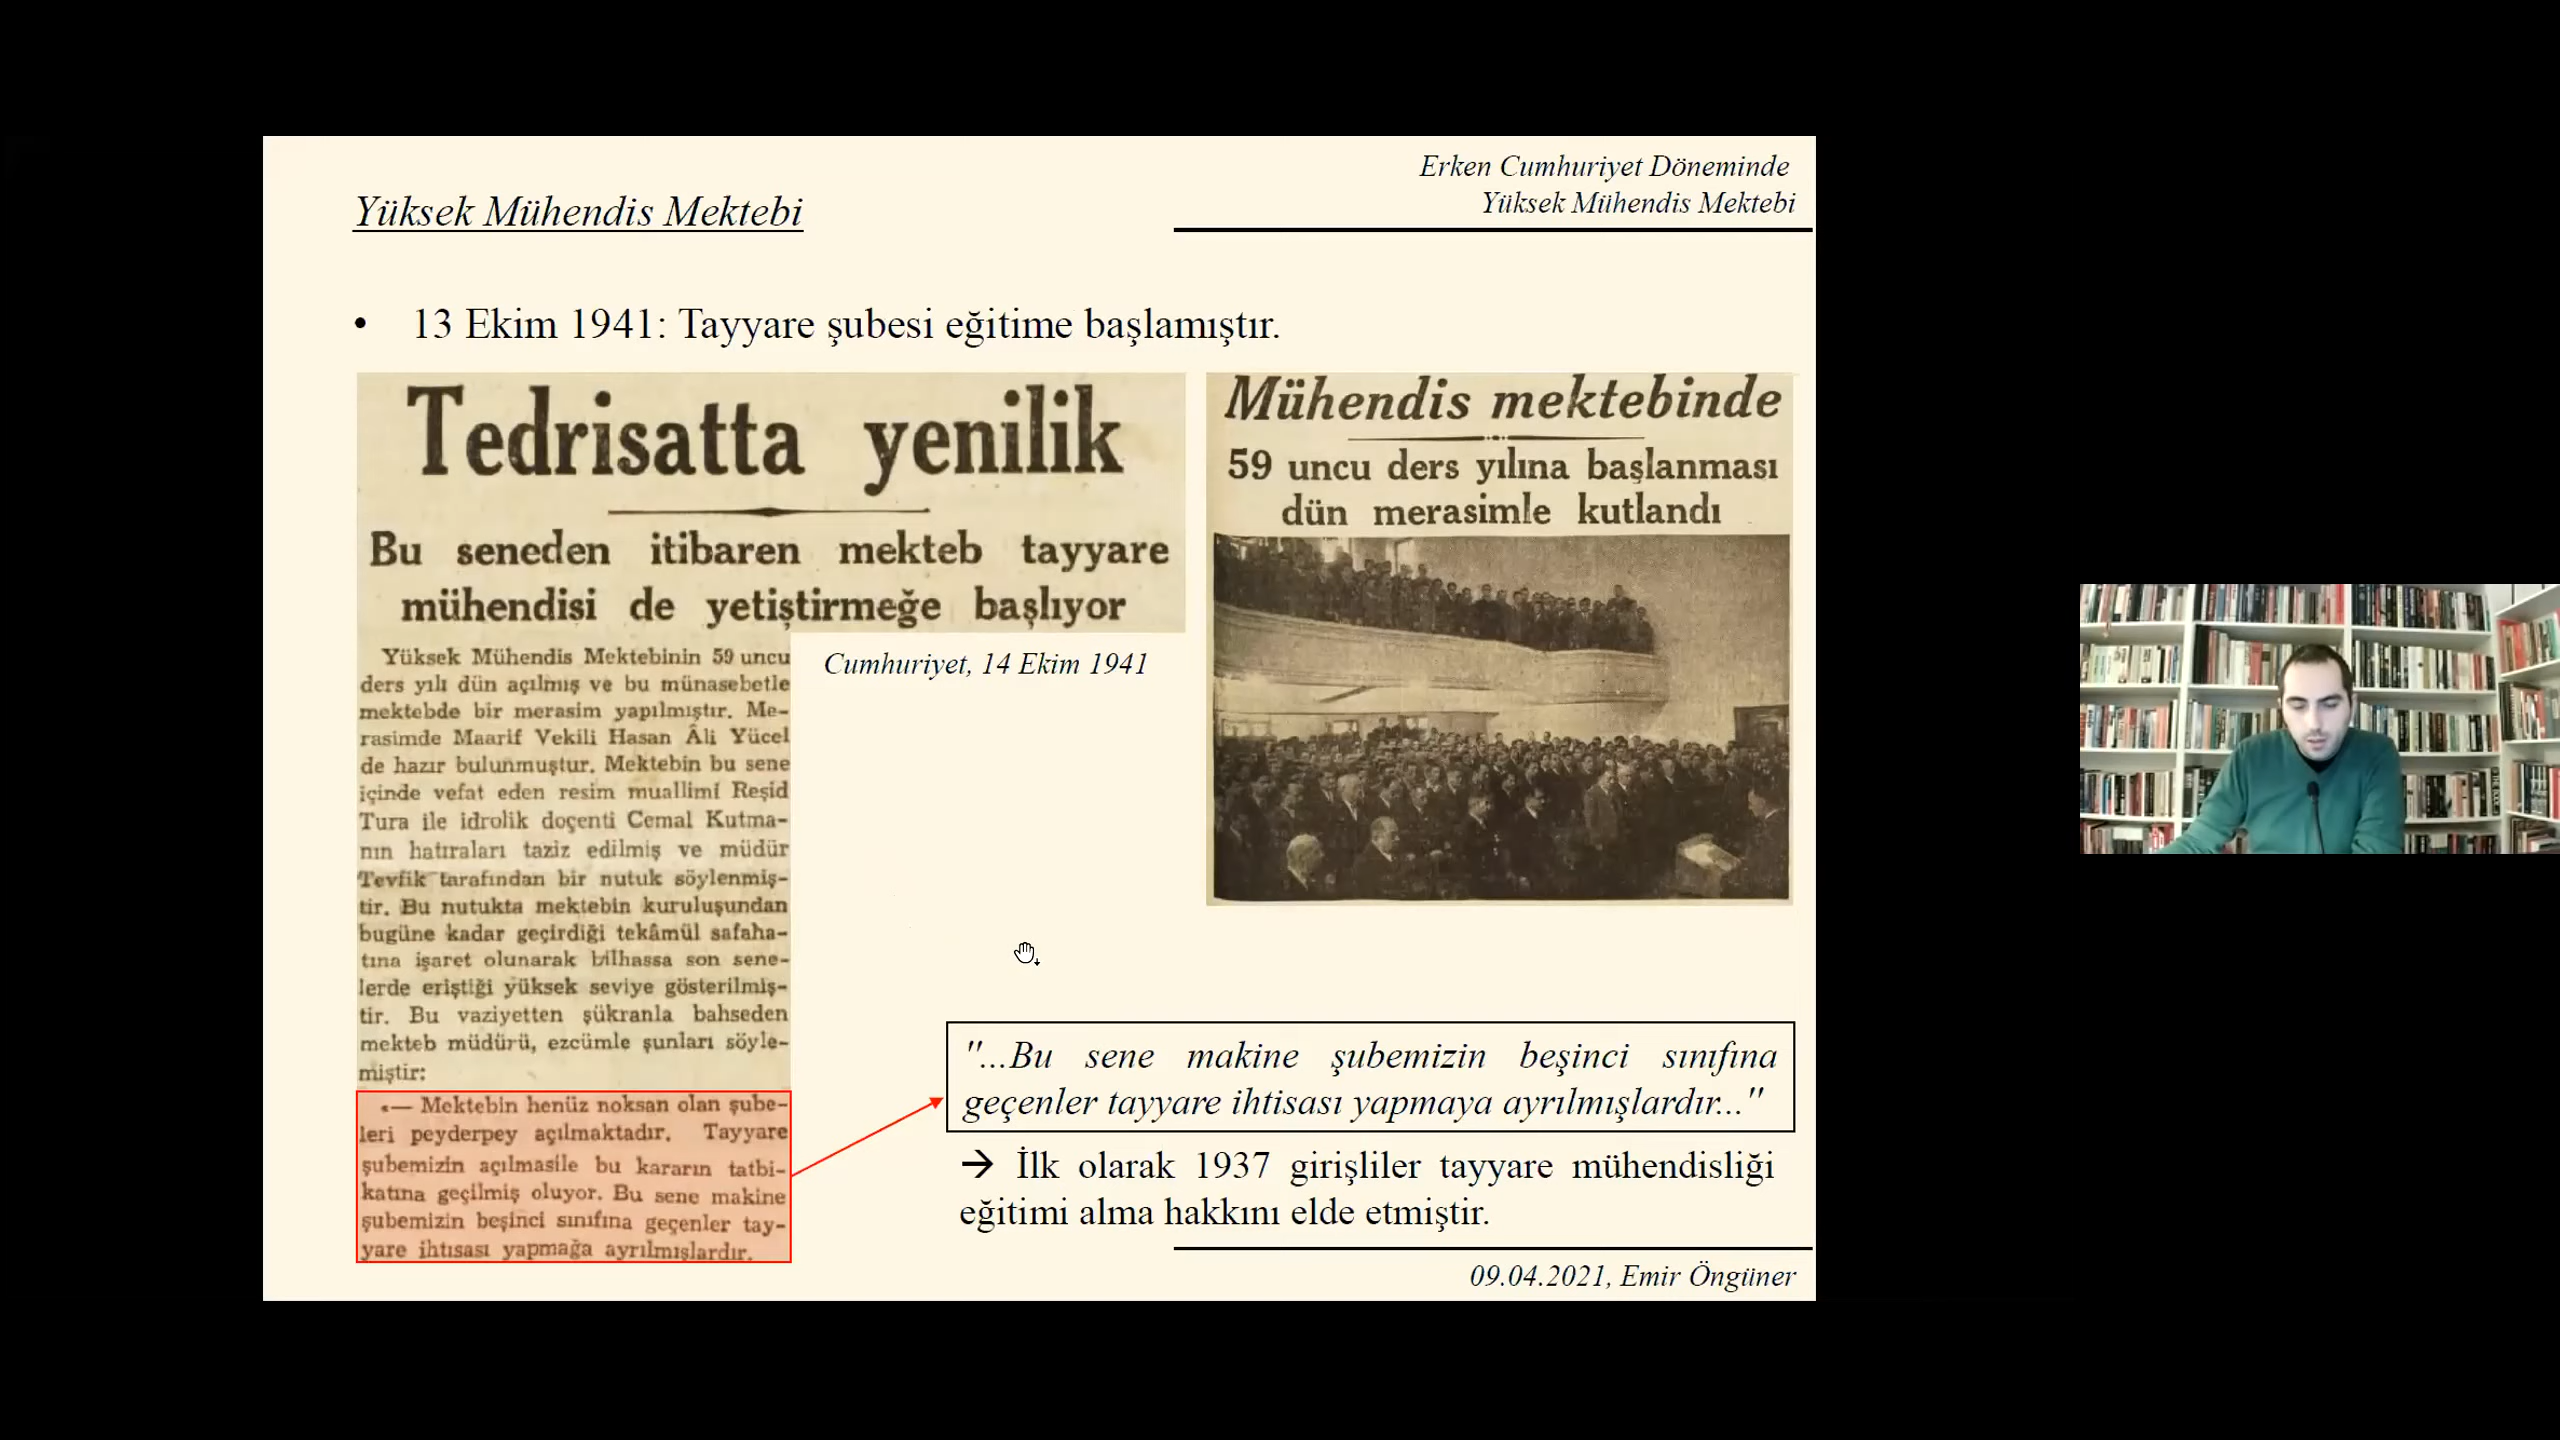 Erken Cumhuriyet Döneminde
Yüksek Mühendis Mektebi
Yüksek Mühendis Mektebi
• 13 Ekim 1941: Tayyare şubesi eğitime başlamıştır.
Tedrisatta yenilik
Bu seneden itibaren mekteb tayyare
mühendisi de yetiştirmeğe başlıyor
Yüksek Mühendis Mektebinin 59 uncu
ders yılı dün açılmış ve bu münasebetle
mektebde bir merasim yapılmıştır. Me-
rasimde Maarif Vekili Hasan Âli Yücel
de hazır bulunmuştur. Mektebin bu sene
içinde vefat eden resim muallimi Reşid
Tura ile idrolik doçenti Cemal Kutma-
nın hatıraları taziz edilmiş ve müdür
Tevfik tarafından bir nutuk söylenmiş-
tir. Bu nutukta mektebin kuruluşundan
bugüne kadar geçirdiği tekâmül safaha-
tına işaret olunarak bilhassa son sene-
lerde eriştiği yüksek seviye gösterilmiş-
tir. Bu vaziyetten şükranla bahseden
mekteb müdürü, ezcümle şunları söyle-
miştir:
«— Mektebin henüz noksan olan şube-
leri peyderpey açılmaktadır. Tayyare
şubemizin açılmasile bu kararın tatbi-
katına geçilmiş oluyor. Bu sene makine
şubemizin beşinci sınıfına geçenler tay-
yare ihtısası yapmağa ayrılmışlardır.
Cumhuriyet, 14 Ekim 1941
Mühendis mektebinde
59 uncu ders yılına başlanması
dün merasimle kutlandı
"...Bu sene makine şubemizin beşinci sınıfına
geçenler tayyare ihtisası yapmaya ayrılmışlardır..."
→ İlk olarak 1937 girişliler tayyare mühendisliği
eğitimi alma hakkını elde etmiştir.
09.04.2021, Emir Öngüner